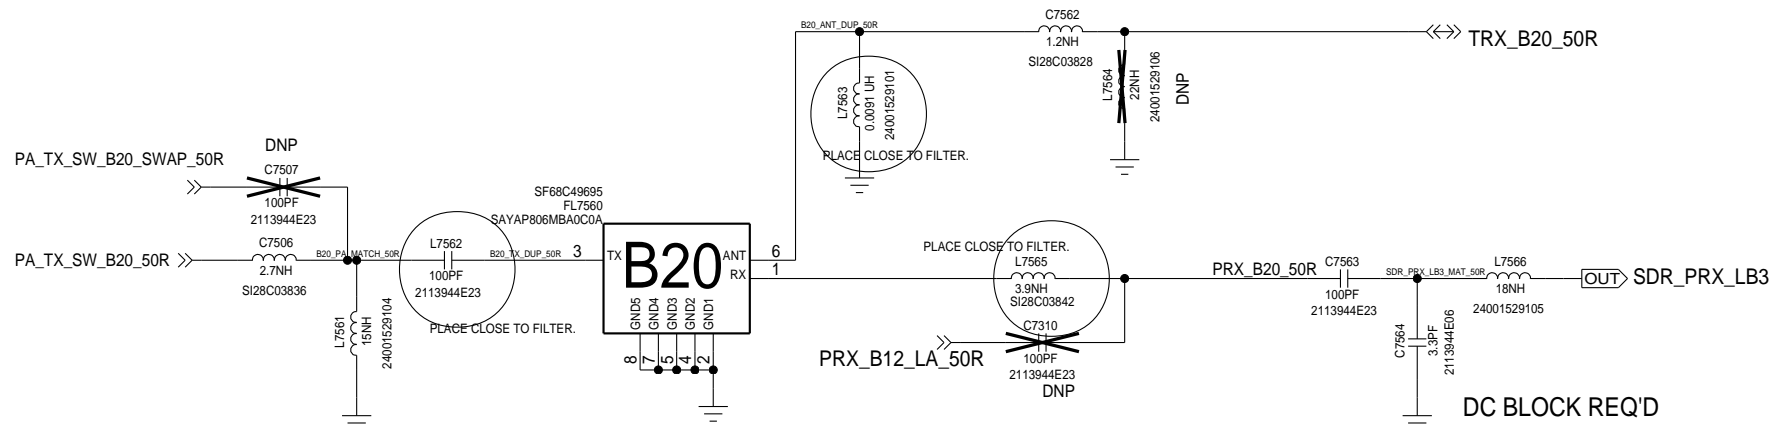 C7562
B20_ANT_DUP_50R
1.2NH
SI28C03828
TRX_B20_50R
L7563
0.0091 UH
24001529101
PLACE CLOSE TO FILTER.
L7564
22NH
24001529106
DNP
DNP
PA_TX_SW_B20_SWAP_50R
C7507
100PF
2113944E23
SF68C49695
FL7560
SAYAP806MBA0C0A
PA_TX_SW_B20_50R
C7506
2.7NH
SI28C03836
B20_PA_MATCH_50R
L7562
100PF
2113944E23
PLACE CLOSE TO FILTER.
B20_TX_DUP_50R
3
L7561
15NH
24001529104
TX
B20
ANT
RX
6
1
GND5
GND4
GND3
GND2
GND1
8
7
5
4
2
PLACE CLOSE TO FILTER.
L7565
3.9NH
SI28C03842
PRX_B12_LA_50R
C7310
100PF
2113944E23
DNP
PRX_B20_50R
C7563
100PF
2113944E23
SDR_PRX_LB3_MAT_50R
L7566
18NH
24001529105
OUT
SDR_PRX_LB3
C7564
3.3PF
2113944E06
DC BLOCK REQ'D